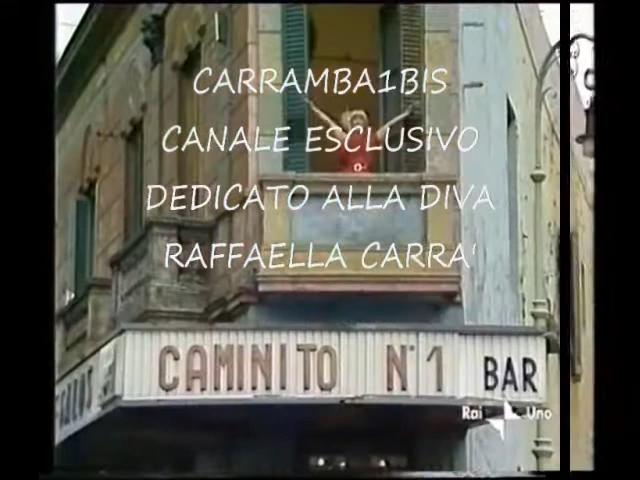 CARRAMBA1BIS
CANALE ESCLUSIVO
DEDICATO ALLA DIVA
RAFFAELLA CARRA'
CAMINITO N° 1 BAR
Rai Uno